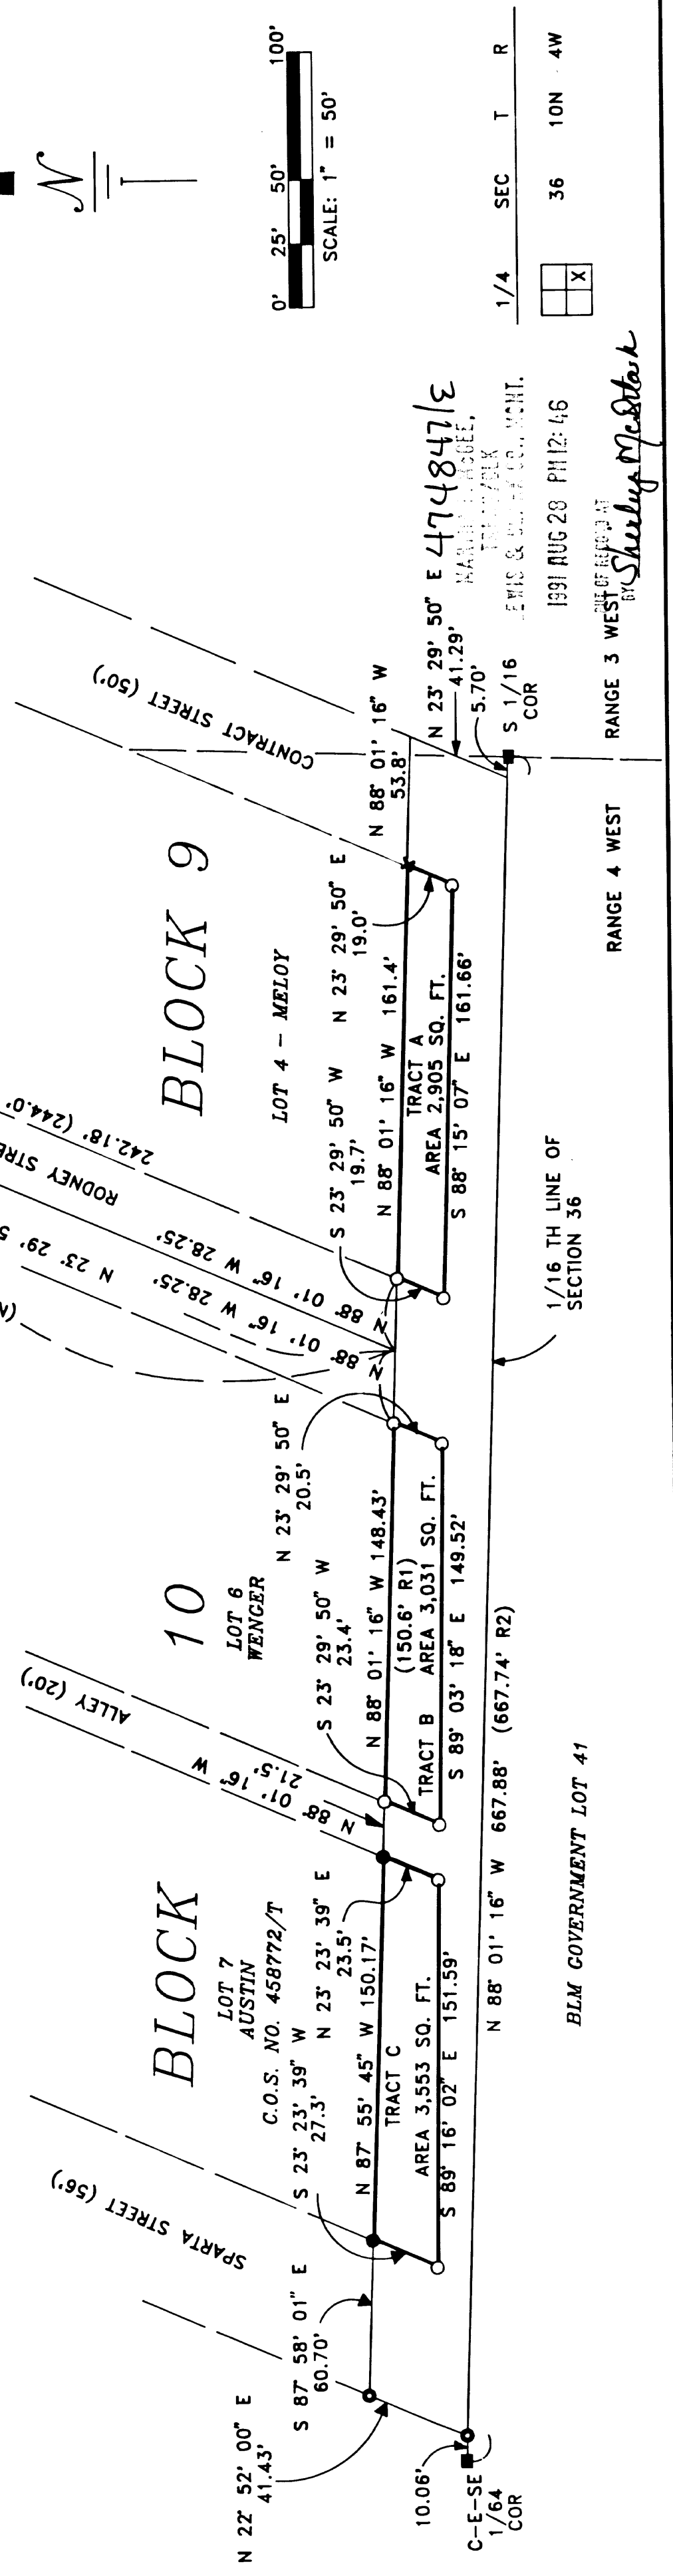 N
0' 25' 50' 100'
SCALE: 1" = 50'
1/4 SEC T R
X 36 10N 4W
474847/E
LEWIS & CO., MONT.
1991 AUG 28 PM 12:46
BY Sherley McIntosh
CONTRACT STREET (50')
N 88° 01' 16" W
53.8'
N 23° 29' 50" E
41.29'
5.70'
S 1/16
COR
RANGE 4 WEST RANGE 3 WEST
BLOCK 9
LOT 4 - MELOY
N 23° 29' 50" E
19.0'
S 23° 29' 50" W
19.7'
N 88° 01' 16" W 161.4'
TRACT A
AREA 2,905 SQ. FT.
S 88° 15' 07" E 161.66'
242.18' (244.0'
RODNEY STRE
N 23° 29' 5
N 88° 01' 16" W 28.25'
N 88° 01' 16" W 28.25'
(N
1/16 TH LINE OF
SECTION 36
N 23° 29' 50" E
20.5'
BLOCK 10
LOT 6
WENGER
S 23° 29' 50" W
23.4'
N 88° 01' 16" W 148.43'
(150.6' R1)
TRACT B AREA 3,031 SQ. FT.
S 89° 03' 18" E 149.52'
ALLEY (20')
N 88° 01' 16" W
21.5'
LOT 7
AUSTIN
C.O.S. NO. 458772/T
N 23° 23' 39" E
23.5'
S 23° 23' 39" W
27.3'
N 87° 55' 45" W 150.17'
TRACT C
AREA 3,553 SQ. FT.
S 89° 16' 02" E 151.59'
N 88° 01' 16" W 667.88' (667.74' R2)
BLM GOVERNMENT LOT 41
SPARTA STREET (56')
S 87° 58' 01" E
60.70'
N 22° 52' 00" E
41.43'
10.06'
C-E-SE
1/64
COR